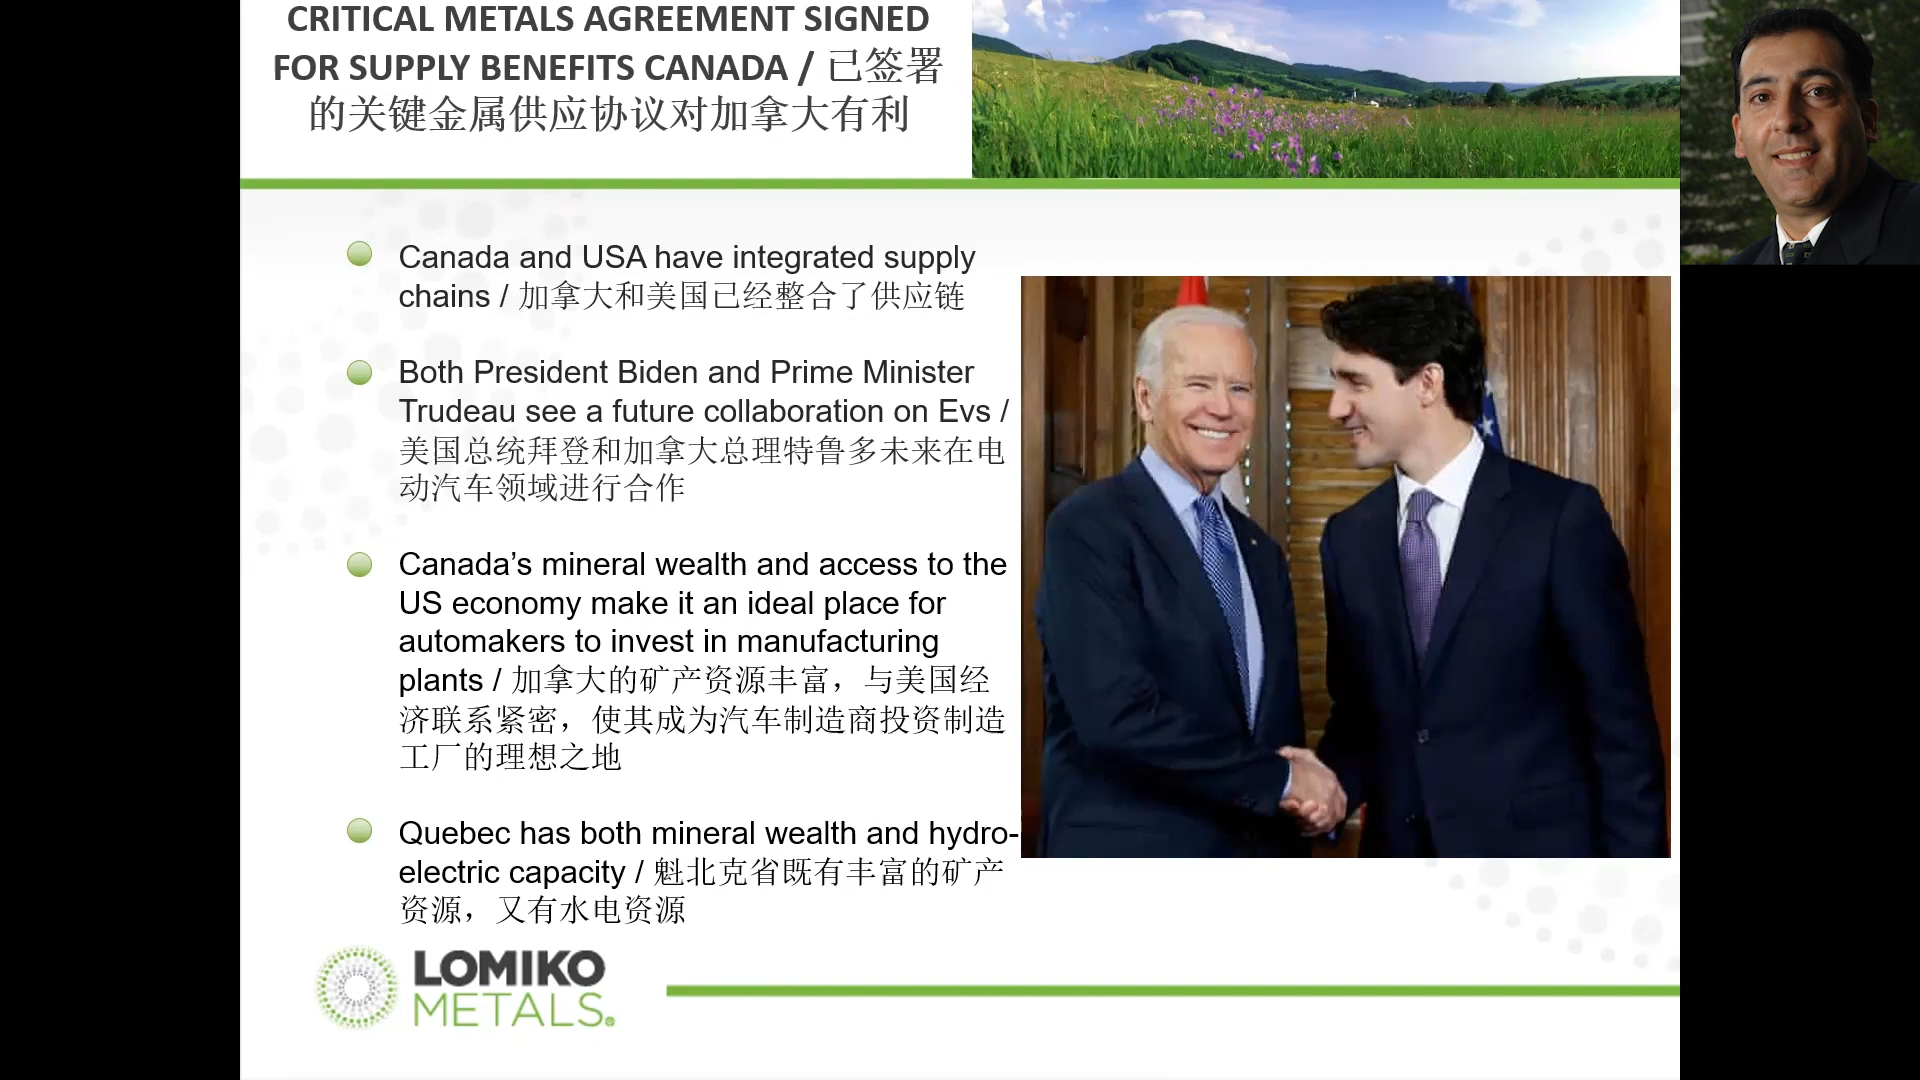 CRITICAL METALS AGREEMENT SIGNED
FOR SUPPLY BENEFITS CANADA / 已签署
的关键金属供应协议对加拿大有利
Canada and USA have integrated supply
chains / 加拿大和美国已经整合了供应链
Both President Biden and Prime Minister
Trudeau see a future collaboration on Evs /
美国总统拜登和加拿大总理特鲁多未来在电
动汽车领域进行合作
Canada’s mineral wealth and access to the
US economy make it an ideal place for
automakers to invest in manufacturing
plants / 加拿大的矿产资源丰富，与美国经
济联系紧密，使其成为汽车制造商投资制造
工厂的理想之地
Quebec has both mineral wealth and hydro-
electric capacity / 魁北克省既有丰富的矿产
资源，又有水电资源
LOMIKO
METALS